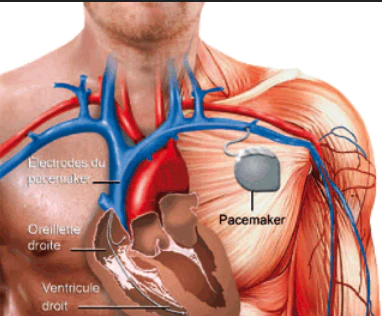 Electrodes du
pacemaker
Pacemaker
Oreillette
droite
Ventricule
droit